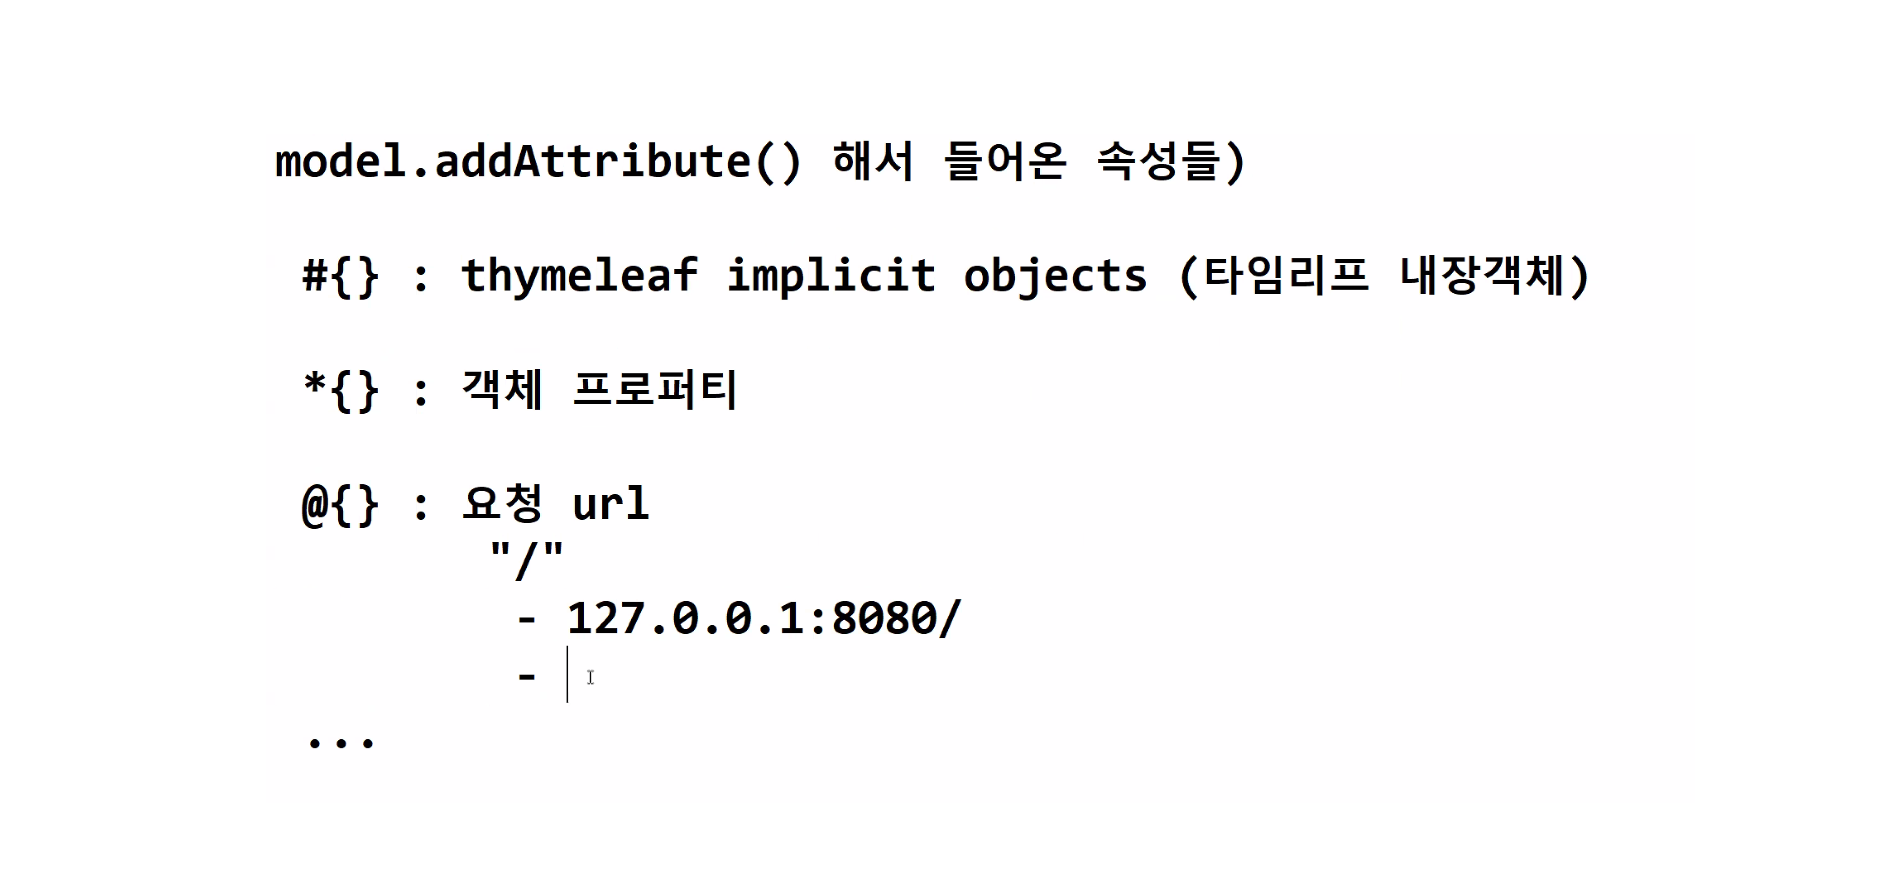 model.addAttribute() 해서 들어온 속성들)
#{} : thymeleaf implicit objects (타임리프 내장객체)
*{} : 객체 프로퍼티
@{} : 요청 url
"/"
- 127.0.0.1:8080/
-
...